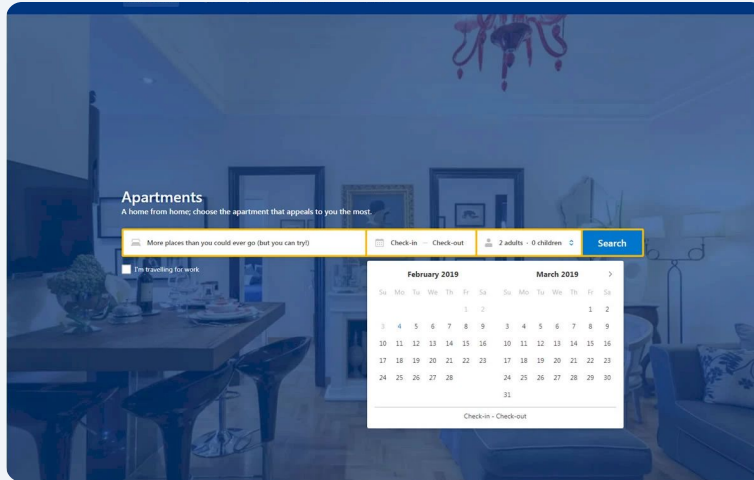 Apartments
A home from home; choose the apartment that appeals to you the most.
More places than you could ever go (but you can try!)
Check-in — Check-out
2 adults · 0 children
Search
I'm travelling for work
February 2019
Su Mo Tu We Th Fr Sa
1 2
3 4 5 6 7 8 9
10 11 12 13 14 15 16
17 18 19 20 21 22 23
24 25 26 27 28
March 2019
Su Mo Tu We Th Fr Sa
1 2
3 4 5 6 7 8 9
10 11 12 13 14 15 16
17 18 19 20 21 22 23
24 25 26 27 28 29 30
31
Check-in - Check-out